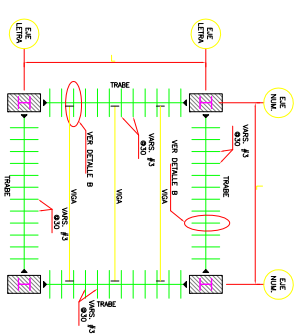 EJE
LETRA
EJE
LETRA
EJE
NUM.
TRABE
VARS. #3
@30
VER DETALLE B
VARS. #3
@30
VER DETALLE B
TRABE
VIGA
VIGA
VIGA
TRABE
VARS. #3
@30
VARS. #3
@30
TRABE
EJE
NUM.